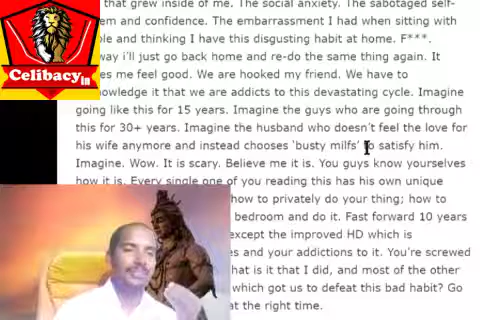 that grew inside of me. The social anxiety. The sabotaged self-
and confidence. The embarrassment I had when sitting with
and thinking I have this disgusting habit at home. F***.
i'll just go back home and re-do the same thing again. It
me feel good. We are hooked my friend. We have to
it that we are addicts to this devastating cycle. Imagine
going like this for 15 years. Imagine the guys who are going through
this for 30+ years. Imagine the husband who doesn't feel the love for
his wife anymore and instead chooses 'busty milfs' to satisfy him.
Imagine. Wow. It is scary. Believe me it is. You guys know yourselves
how it is. Every single one of you reading this has his own unique
how to privately do your thing; how to
bedroom and do it. Fast forward 10 years
except the improved HD which is
and your addictions to it. You're screwed
is it that I did, and most of the other
which got us to defeat this bad habit? Go
at the right time.
Celibacy in